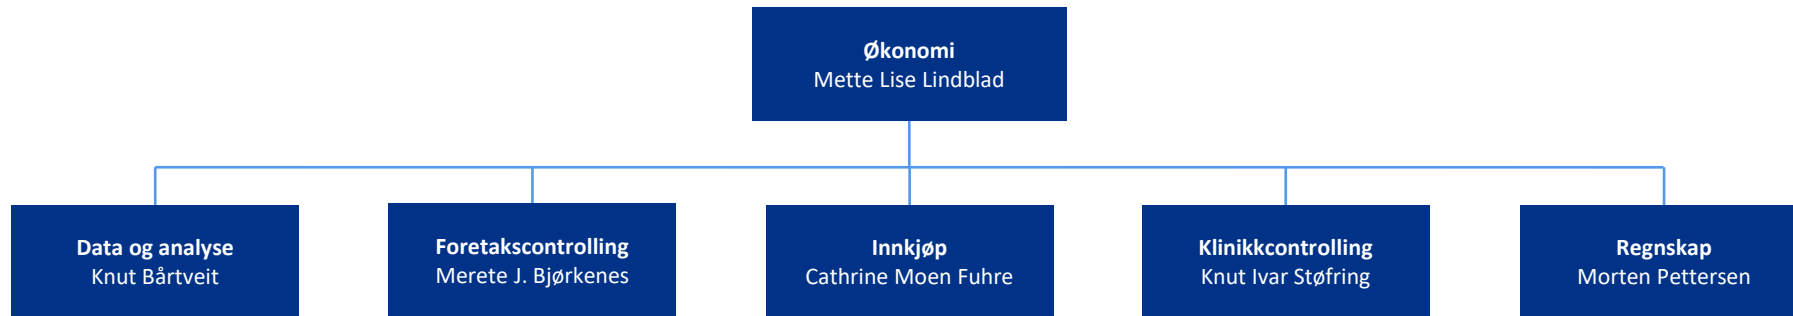 Økonomi
Mette Lise Lindblad
Data og analyse
Knut Bårtveit
Foretakscontrolling
Merete J. Bjørkenes
Innkjøp
Cathrine Moen Fuhre
Klinikkcontrolling
Knut Ivar Støfring
Regnskap
Morten Pettersen